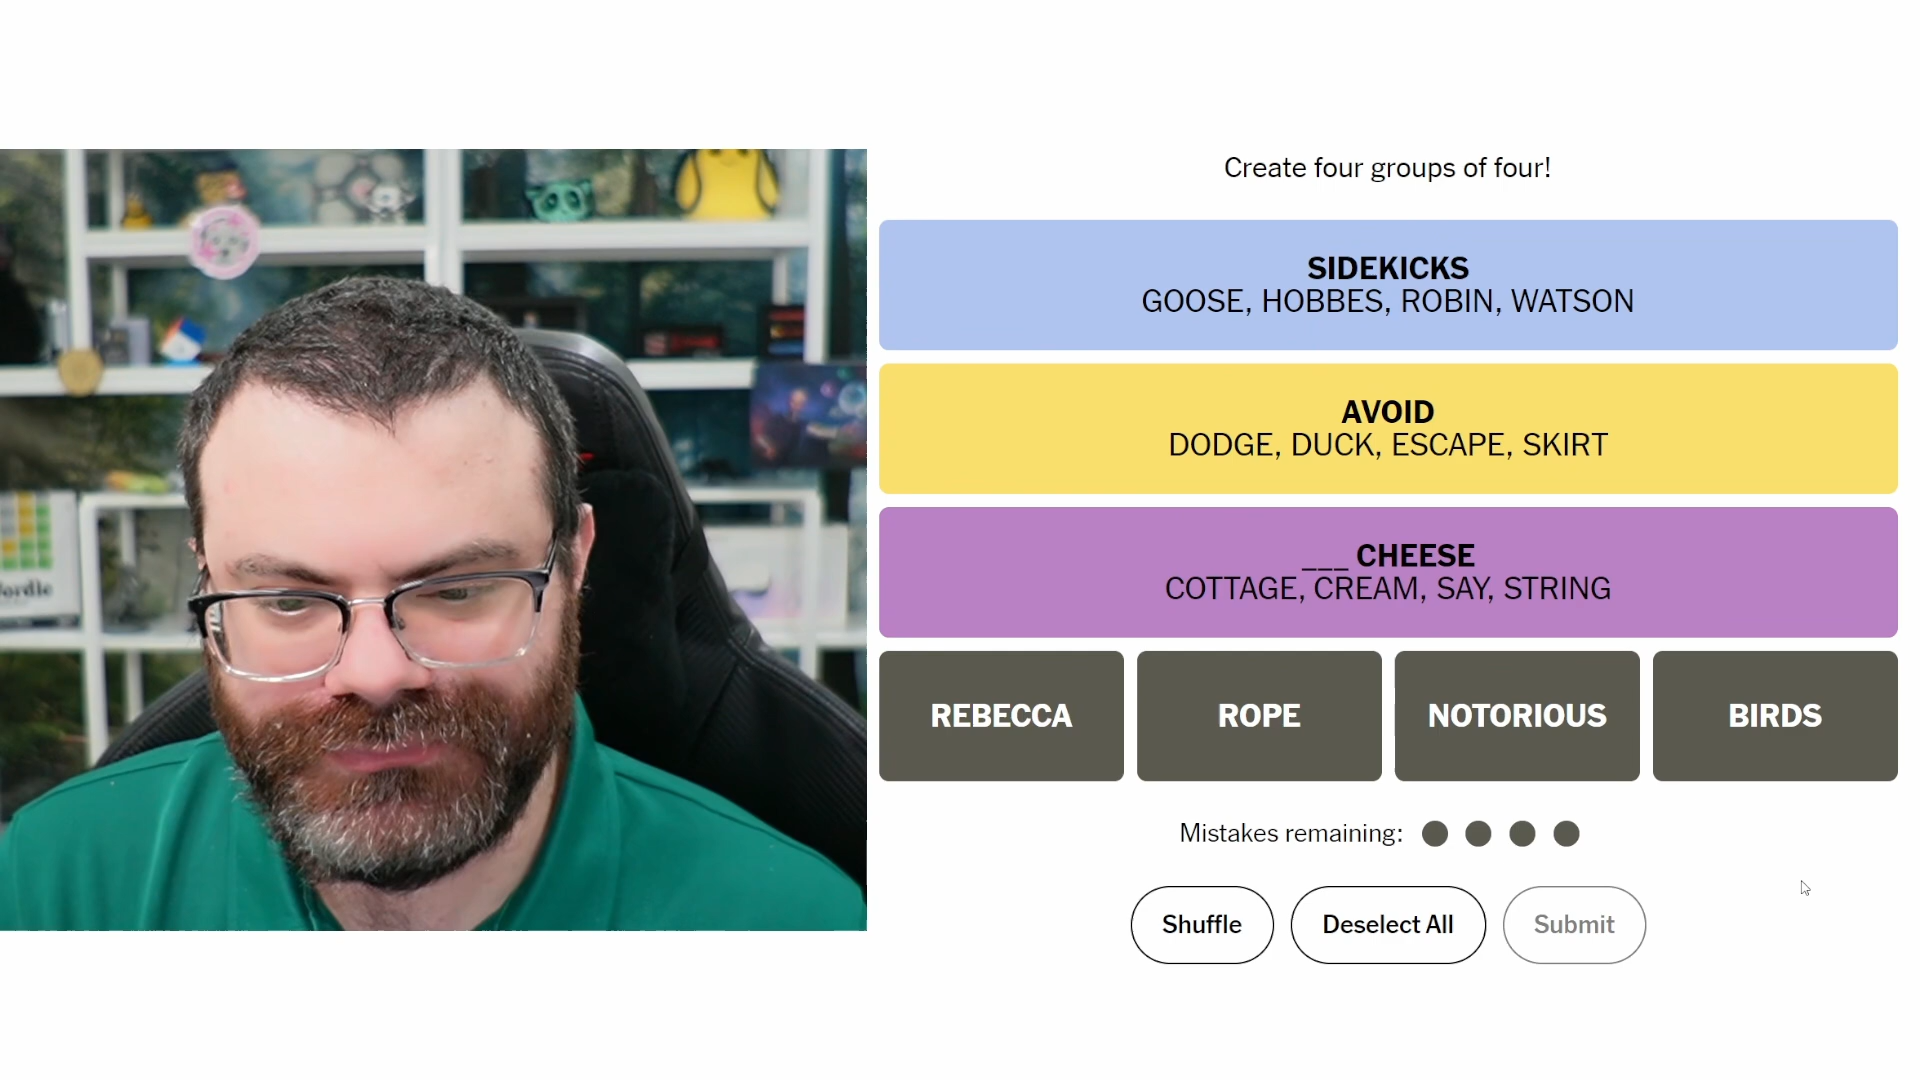 Create four groups of four!
SIDEKICKS
GOOSE, HOBBES, ROBIN, WATSON
AVOID
DODGE, DUCK, ESCAPE, SKIRT
___ CHEESE
COTTAGE, CREAM, SAY, STRING
REBECCA
ROPE
NOTORIOUS
BIRDS
Mistakes remaining:
Shuffle
Deselect All
Submit